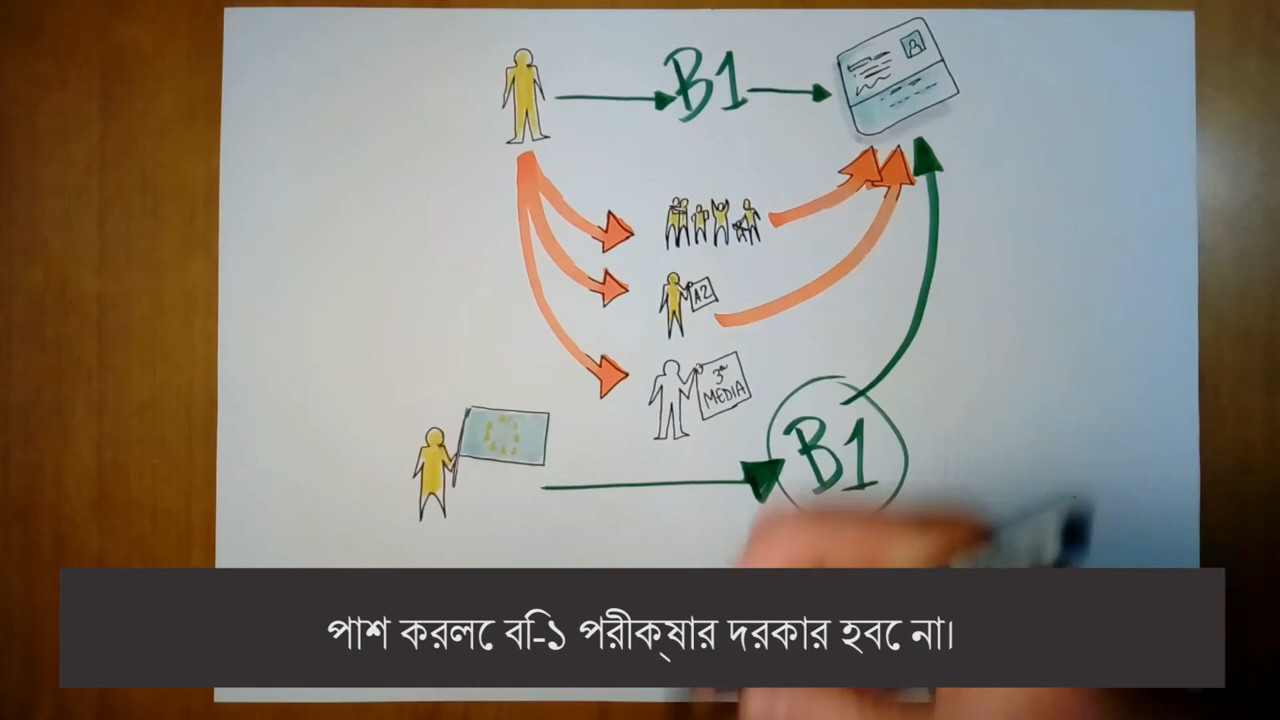 B1
A2
3ª
MEDIA
B1
পাশ করলে বি-১ পরীক্ষার দরকার হবে না।